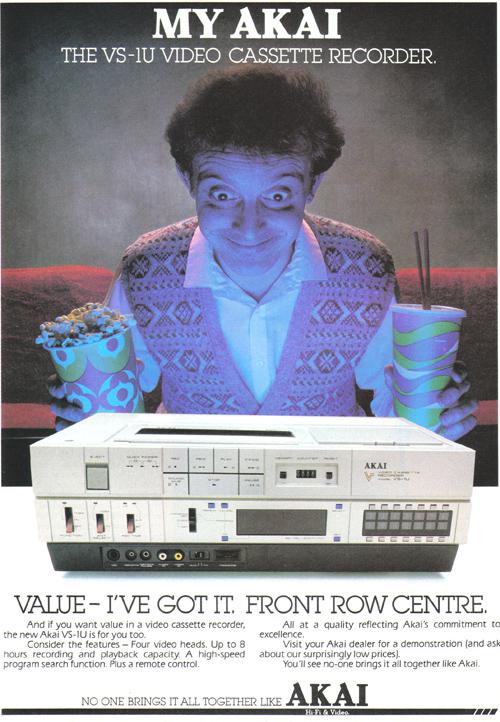 MY AKAI
THE VS-1U VIDEO CASSETTE RECORDER.
EJECT
AKAI
VIDEO CASSETTE
RECORDER
VALUE – I'VE GOT IT. FRONT ROW CENTRE.
And if you want value in a video cassette recorder,
the new Akai VS-1U is for you too.
Consider the features – Four video heads. Up to 8
hours recording and playback capacity. A high-speed
program search function. Plus a remote control.
All at a quality reflecting Akai's commitment to
excellence.
Visit your Akai dealer for a demonstration (and ask
about our surprisingly low prices).
You'll see no-one brings it all together like Akai.
NO ONE BRINGS IT ALL TOGETHER LIKE AKAI
Hi-Fi & Video.